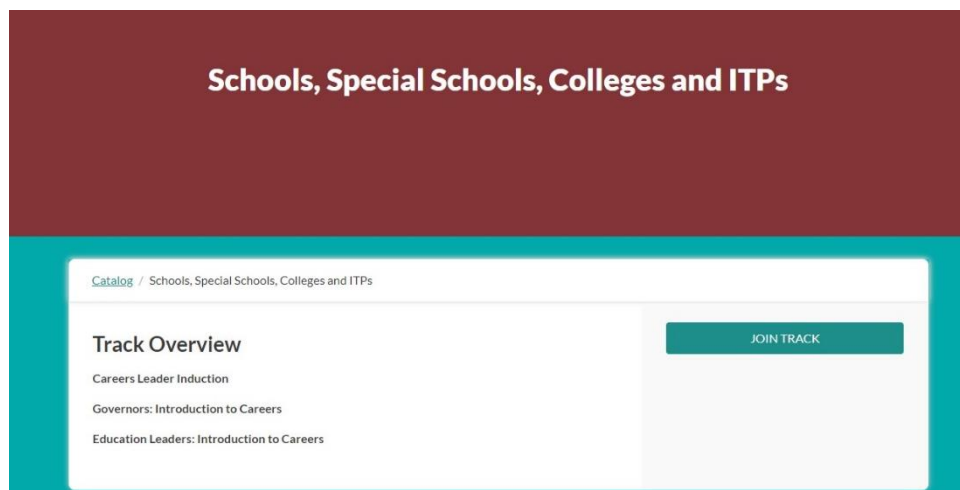 Schools, Special Schools, Colleges and ITPs
Catalog / Schools, Special Schools, Colleges and ITPs
Track Overview
JOIN TRACK
Careers Leader Induction
Governors: Introduction to Careers
Education Leaders: Introduction to Careers